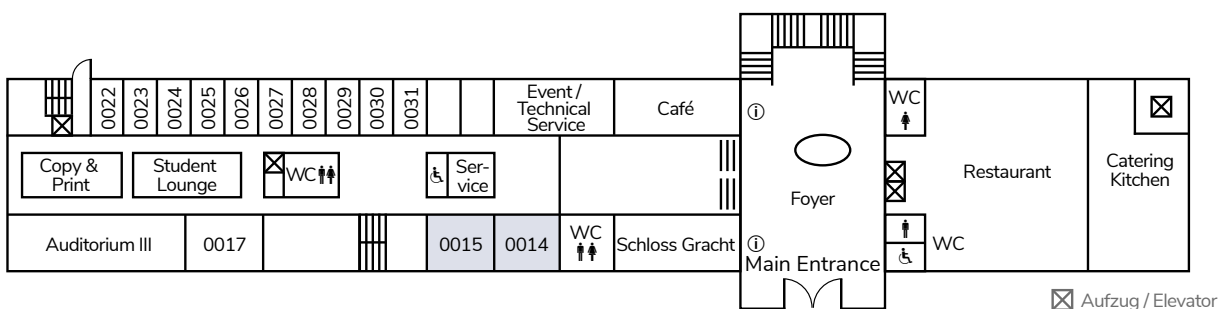 0022
0023
0024
0025
0026
0027
0028
0029
0030
0031
Event /
Technical
Service
Café
i
WC
Copy &
Print
Student
Lounge
WC
Ser-
vice
Foyer
Restaurant
Catering
Kitchen
Auditorium III
0017
0015
0014
WC
Schloss Gracht
i
Main Entrance
WC
Aufzug / Elevator